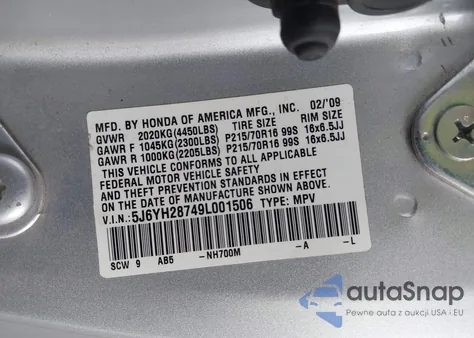 MFD. BY HONDA OF AMERICA MFG., INC. 02/'09
GVWR 2020KG(4450LBS) TIRE SIZE RIM SIZE
GAWR F 1045KG(2300LBS) P215/70R16 99S 16x6.5JJ
GAWR R 1000KG(2205LBS) P215/70R16 99S 16x6.5JJ
THIS VEHICLE CONFORMS TO ALL APPLICABLE
FEDERAL MOTOR VEHICLE SAFETY AND
THEFT PREVENTION STANDARDS IN EFFECT ON
THE DATE OF MANUFACTURE SHOWN ABOVE.
V.I.N.: 5J6YH28749L001506 TYPE: MPV
SCW 9 AB5 -NH700M -A -L
autoSnap
Pewne auta z aukcji USA - EU